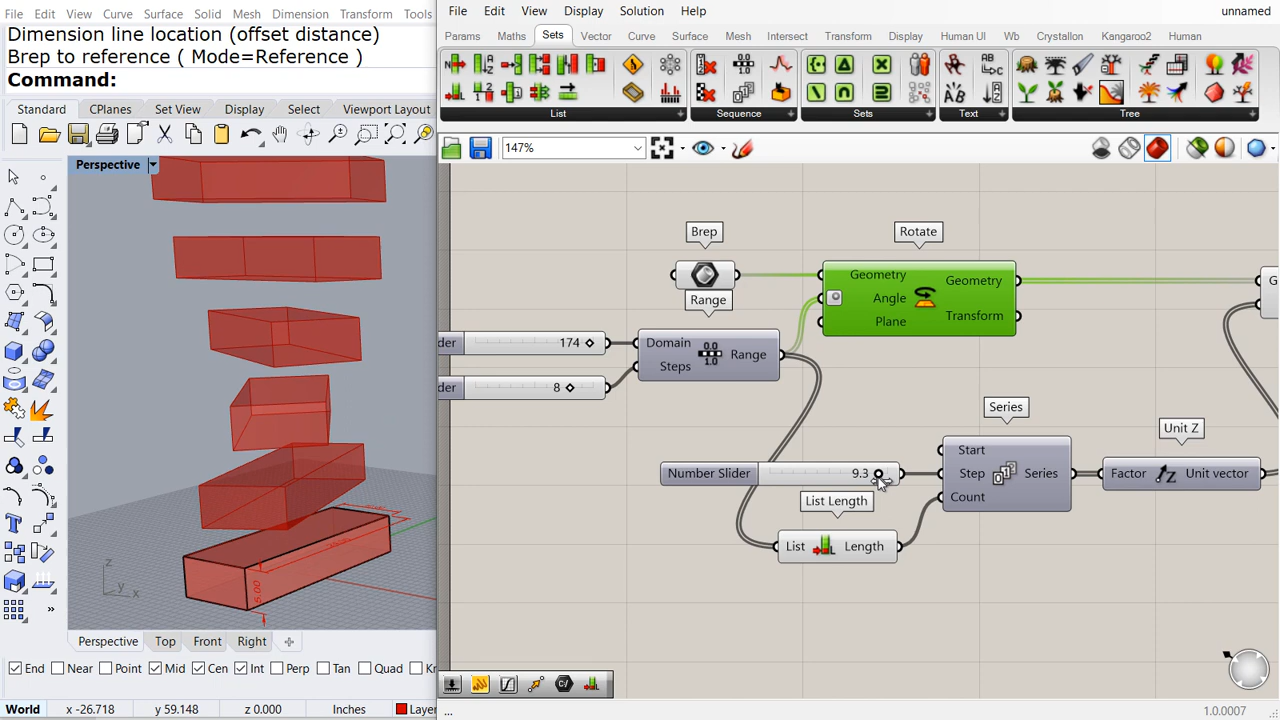 File Edit View Curve Surface Solid Mesh Dimension Transform Tools
Dimension line location (offset distance)
Brep to reference ( Mode=Reference )
Command:
Standard CPlanes Set View Display Select Viewport Layout
Perspective
5.00
z
y
x
Perspective Top Front Right
End Near Point Mid Cen Int Perp Tan Quad Kn
World x -26.718 y 59.148 z 0.000 Inches Layer
File Edit View Display Solution Help unnamed
Params Maths Sets Vector Curve Surface Mesh Intersect Transform Display Human UI Wb Crystallon Kangaroo2 Human
List Sequence Sets Text Tree
147%
Brep Rotate
Geometry Geometry
Range Angle
Plane Transform
der 174 Domain Range
der 8 Steps
Series
Start
Number Slider 9.3 Step Series
Count
Unit Z
Factor Unit vector
List Length
List Length
G
...
1.0.0007